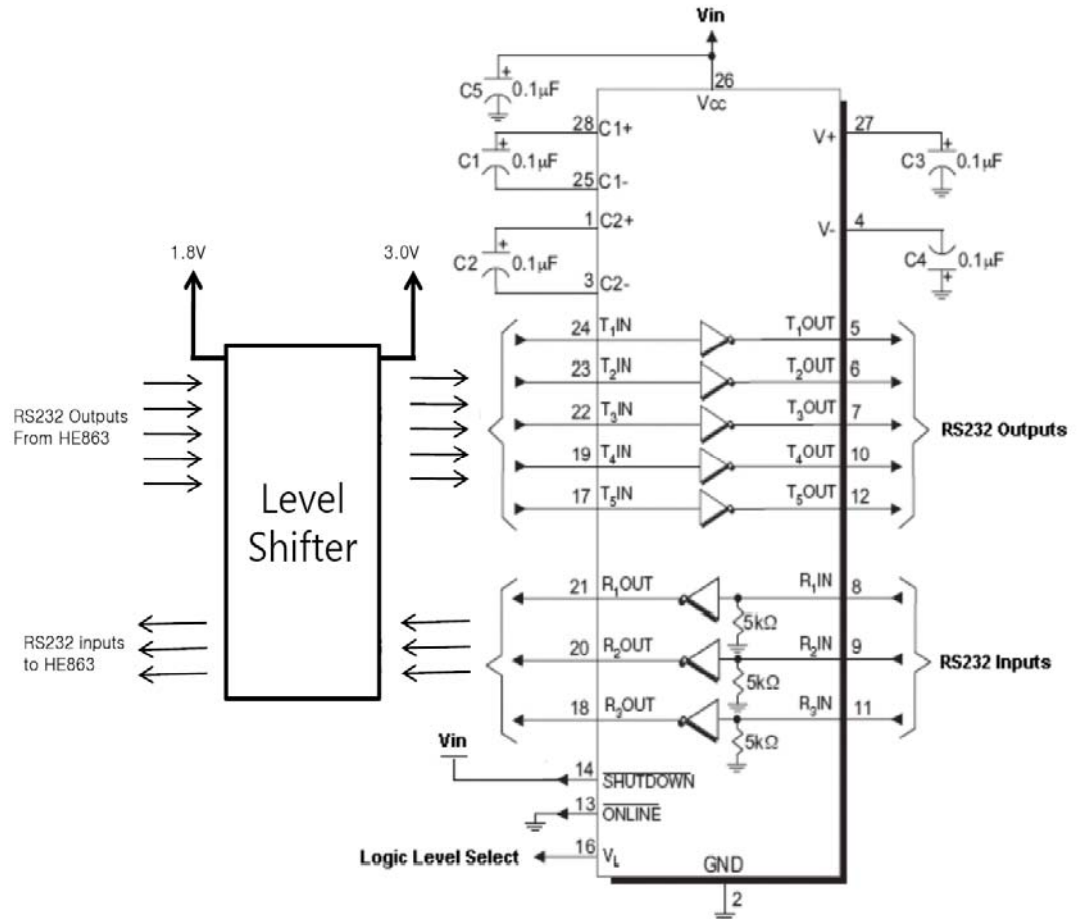 Vin
26
Vcc
C5 + 0.1µF
28 C1+
C1 + 0.1µF
25 C1-
1 C2+
C2 + 0.1µF
3 C2-
V+ 27
C3 + 0.1µF
V- 4
C4 0.1µF +
1.8V
3.0V
RS232 Outputs
From HE863
Level
Shifter
RS232 inputs
to HE863
24 T₁IN T₁OUT 5
23 T₂IN T₂OUT 6
22 T₃IN T₃OUT 7
19 T₄IN T₄OUT 10
17 T₅IN T₅OUT 12
RS232 Outputs
21 R₁OUT R₁IN 8
5kΩ
20 R₂OUT R₂IN 9
5kΩ
18 R₃OUT R₃IN 11
5kΩ
RS232 Inputs
Vin
14 SHUTDOWN
13 ONLINE
Logic Level Select 16 V_L
GND
2